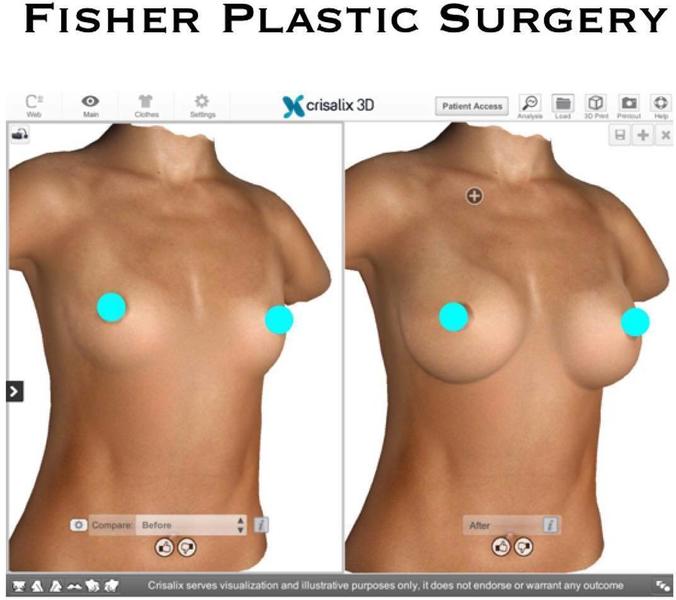 FISHER PLASTIC SURGERY
crisalix 3D
Patient Access
Web
Main
Clothes
Settings
Analysis
Load
3D Print
Printout
Help
Compare: Before
After
Crisalix serves visualization and illustrative purposes only, it does not endorse or warrant any outcome